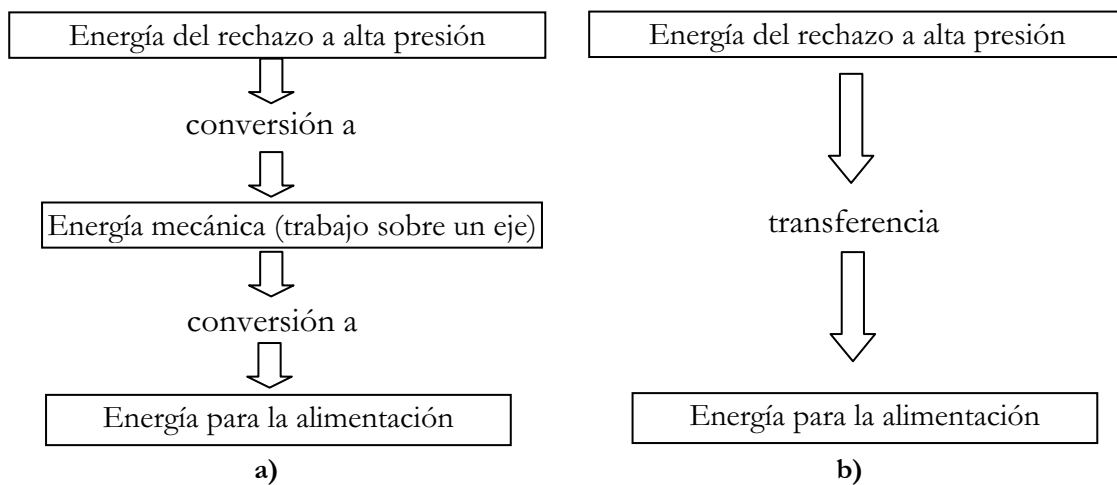 Energía del rechazo a alta presión
conversión a
Energía mecánica (trabajo sobre un eje)
conversión a
Energía para la alimentación
a)
Energía del rechazo a alta presión
transferencia
Energía para la alimentación
b)